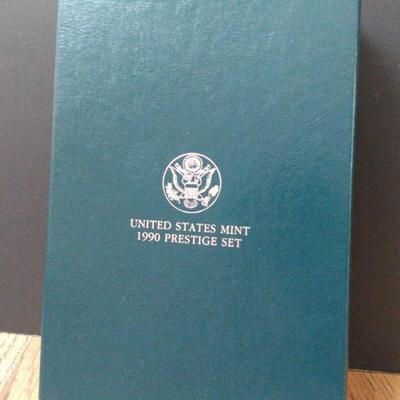 UNITED STATES MINT
1990 PRESTIGE SET